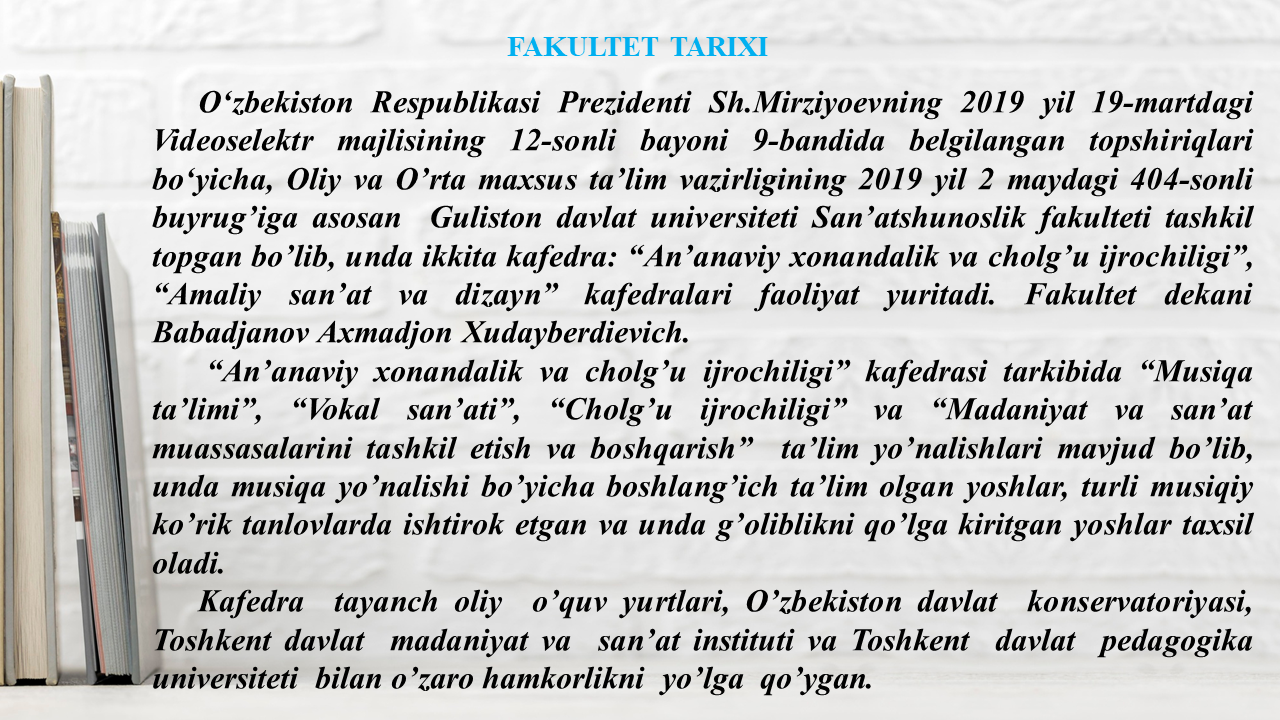 FAKULTET TARIXI
O‘zbekiston Respublikasi Prezidenti Sh.Mirziyoevning 2019 yil 19-martdagi
Videoselektr majlisining 12-sonli bayoni 9-bandida belgilangan topshiriqlari
bo‘yicha, Oliy va O’rta maxsus ta’lim vazirligining 2019 yil 2 maydagi 404-sonli
buyrug’iga asosan Guliston davlat universiteti San’atshunoslik fakulteti tashkil
topgan bo’lib, unda ikkita kafedra: “An’anaviy xonandalik va cholg’u ijrochiligi”,
“Amaliy san’at va dizayn” kafedralari faoliyat yuritadi. Fakultet dekani
Babadjanov Axmadjon Xudayberdievich.
“An’anaviy xonandalik va cholg’u ijrochiligi” kafedrasi tarkibida “Musiqa
ta’limi”, “Vokal san’ati”, “Cholg’u ijrochiligi” va “Madaniyat va san’at
muassasalarini tashkil etish va boshqarish” ta’lim yo’nalishlari mavjud bo’lib,
unda musiqa yo’nalishi bo’yicha boshlang’ich ta’lim olgan yoshlar, turli musiqiy
ko’rik tanlovlarda ishtirok etgan va unda g’oliblikni qo’lga kiritgan yoshlar taxsil
oladi.
Kafedra tayanch oliy o’quv yurtlari, O’zbekiston davlat konservatoriyasi,
Toshkent davlat madaniyat va san’at instituti va Toshkent davlat pedagogika
universiteti bilan o’zaro hamkorlikni yo’lga qo’ygan.